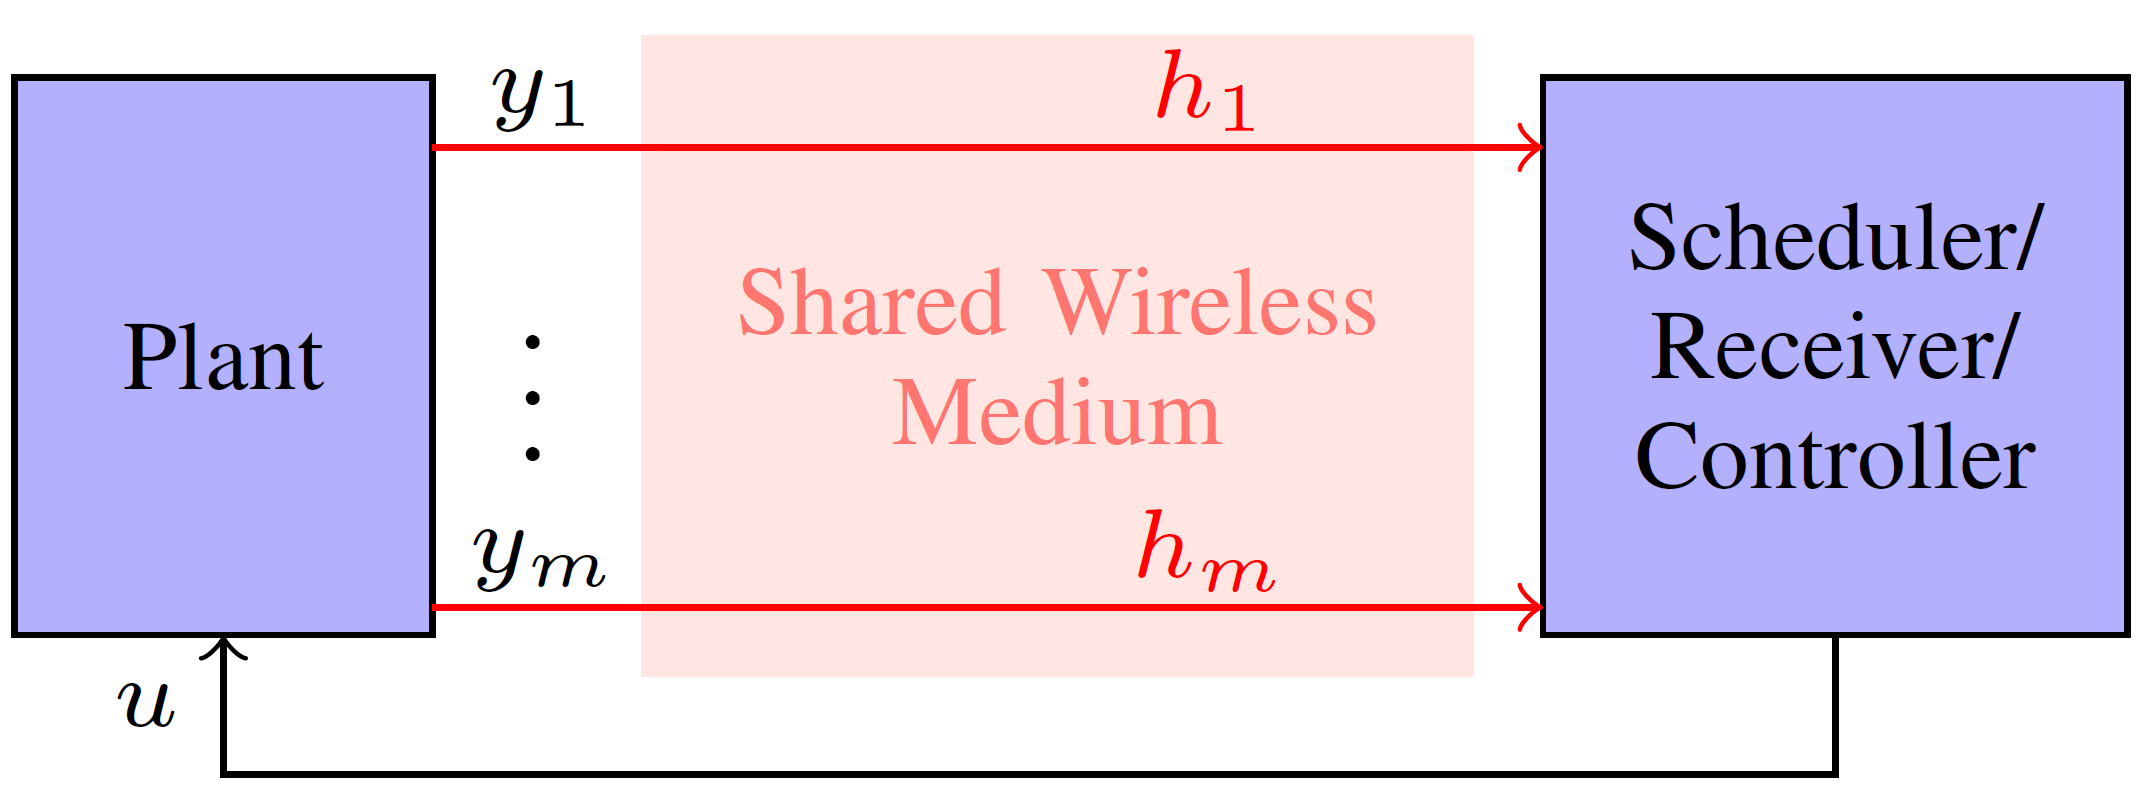 y₁
h₁
Plant
Shared Wireless
Medium
Scheduler/
Receiver/
Controller
yₘ
hₘ
u